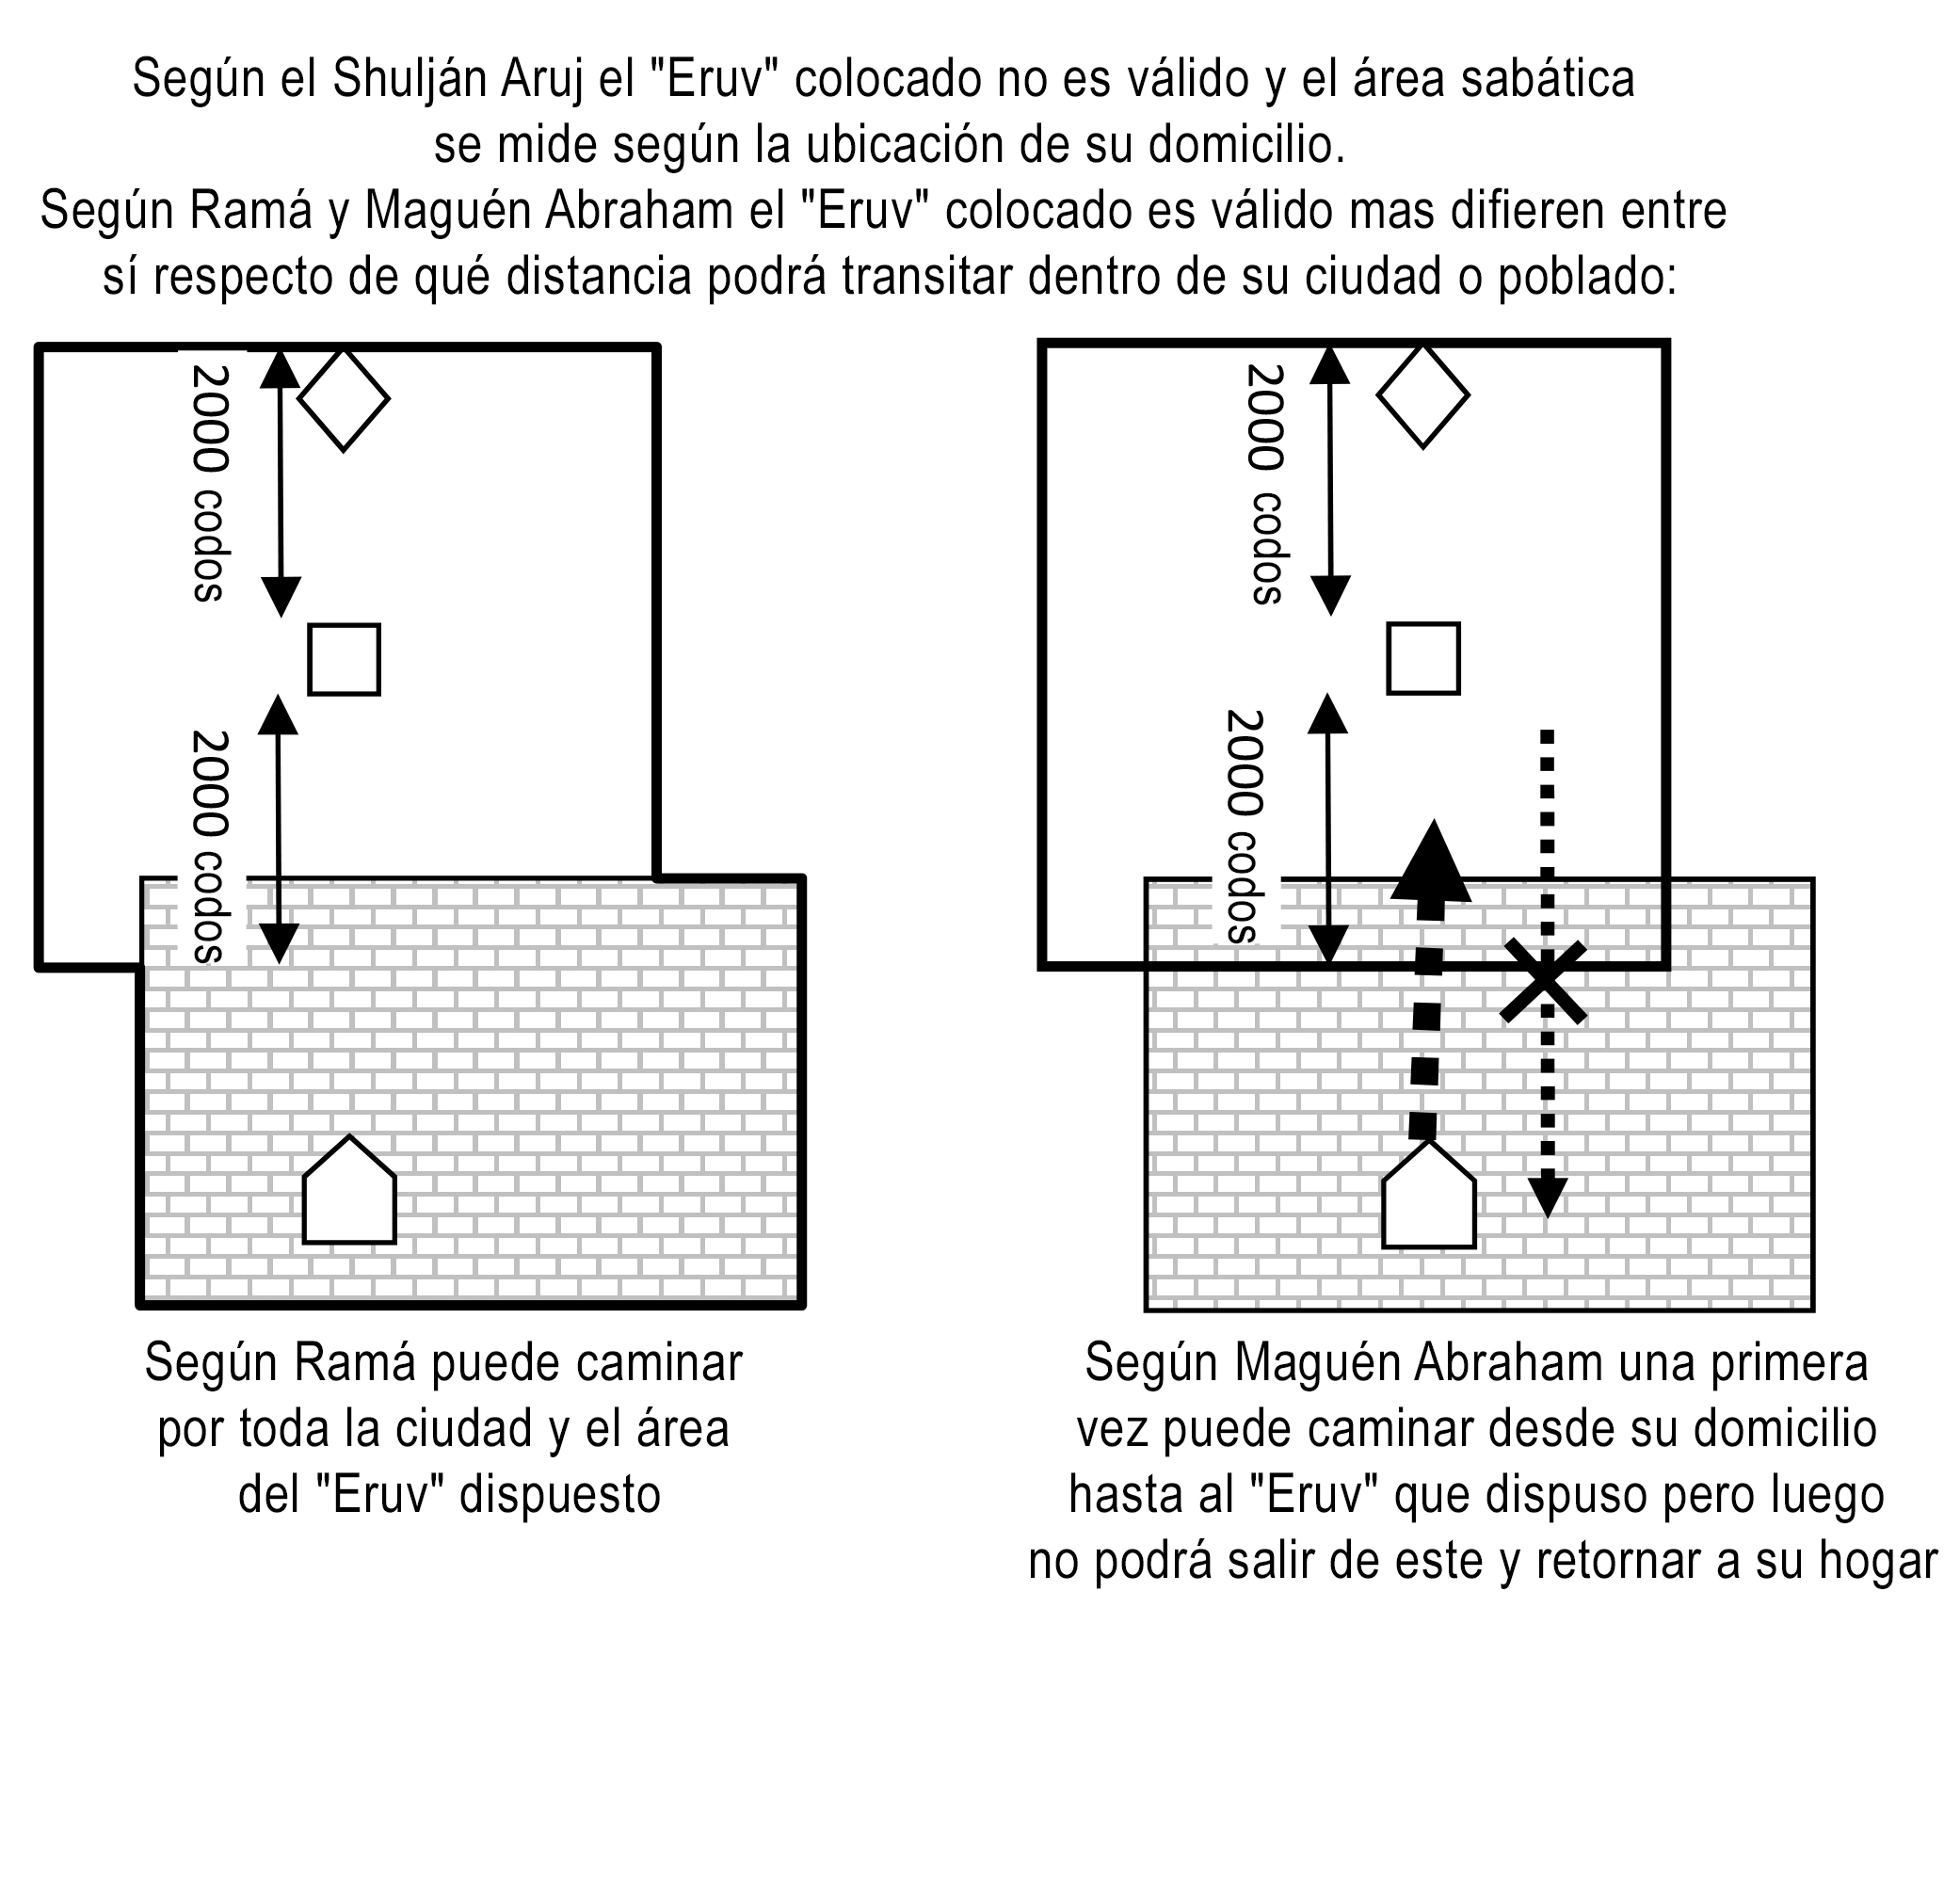 Según el Shulján Aruj el "Eruv" colocado no es válido y el área sabática
se mide según la ubicación de su domicilio.
Según Ramá y Maguén Abraham el "Eruv" colocado es válido mas difieren entre
sí respecto de qué distancia podrá transitar dentro de su ciudad o poblado:
2000 codos
2000 codos
2000 codos
2000 codos
Según Ramá puede caminar
por toda la ciudad y el área
del "Eruv" dispuesto
Según Maguén Abraham una primera
vez puede caminar desde su domicilio
hasta al "Eruv" que dispuso pero luego
no podrá salir de este y retornar a su hogar